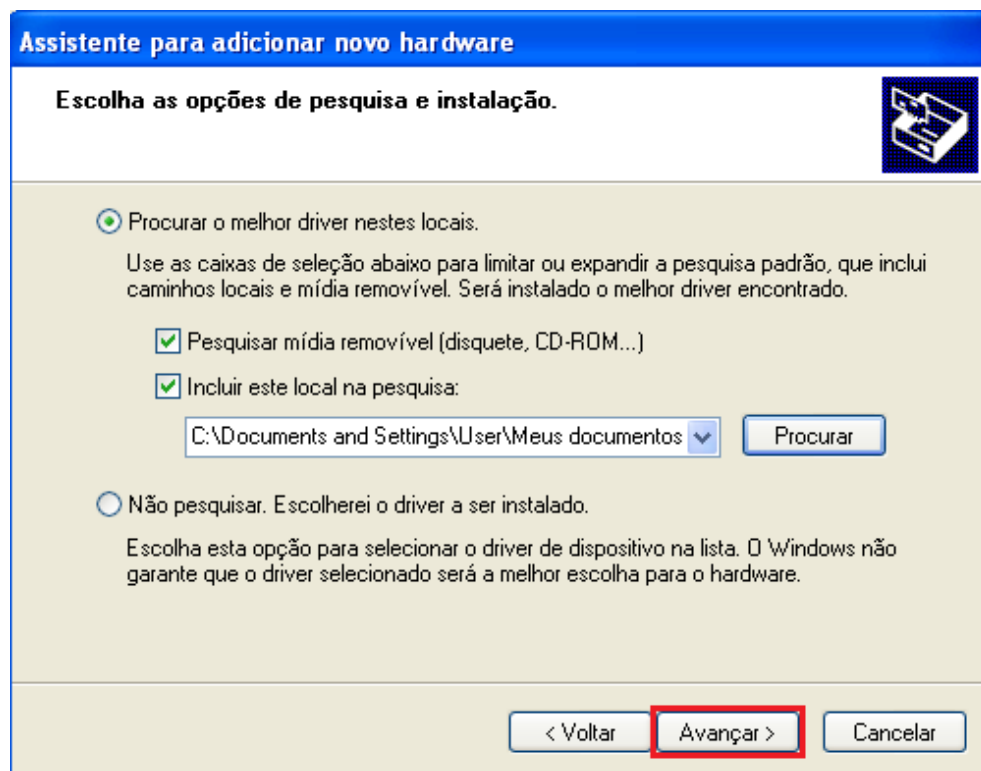 Assistente para adicionar novo hardware
Escolha as opções de pesquisa e instalação.
Procurar o melhor driver nestes locais.
Use as caixas de seleção abaixo para limitar ou expandir a pesquisa padrão, que inclui
caminhos locais e mídia removível. Será instalado o melhor driver encontrado.
Pesquisar mídia removível (disquete, CD-ROM...)
Incluir este local na pesquisa:
C:\Documents and Settings\User\Meus documentos
Procurar
Não pesquisar. Escolherei o driver a ser instalado.
Escolha esta opção para selecionar o driver de dispositivo na lista. O Windows não
garante que o driver selecionado será a melhor escolha para o hardware.
< Voltar
Avançar >
Cancelar